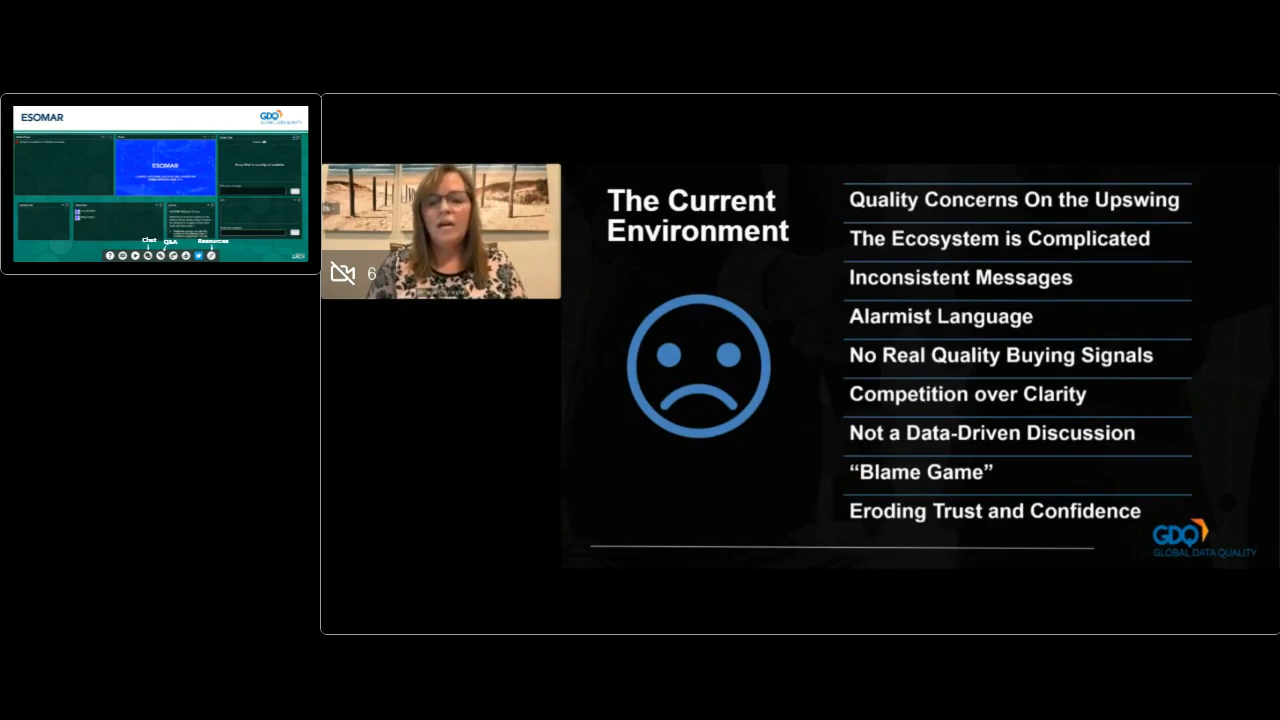 ESOMAR
GDQ
GLOBAL DATA QUALITY
ESOMAR
Chat
Q&A
Resources
6
The Current
Environment
Quality Concerns On the Upswing
The Ecosystem is Complicated
Inconsistent Messages
Alarmist Language
No Real Quality Buying Signals
Competition over Clarity
Not a Data-Driven Discussion
“Blame Game”
Eroding Trust and Confidence
GDQ
GLOBAL DATA QUALITY